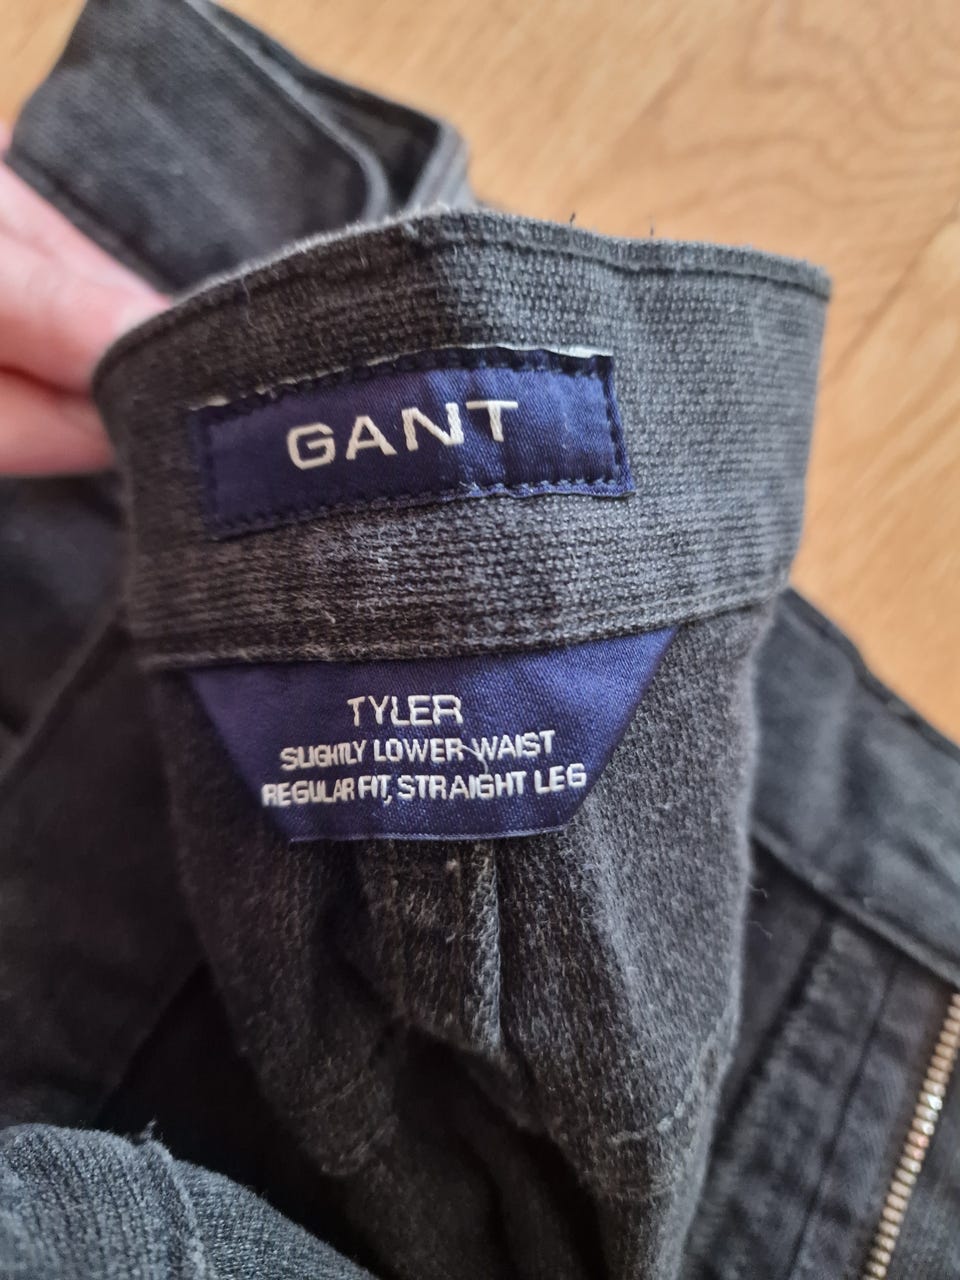 GANT
TYLER
SLIGHTLY LOWER WAIST
REGULAR FIT, STRAIGHT LEG